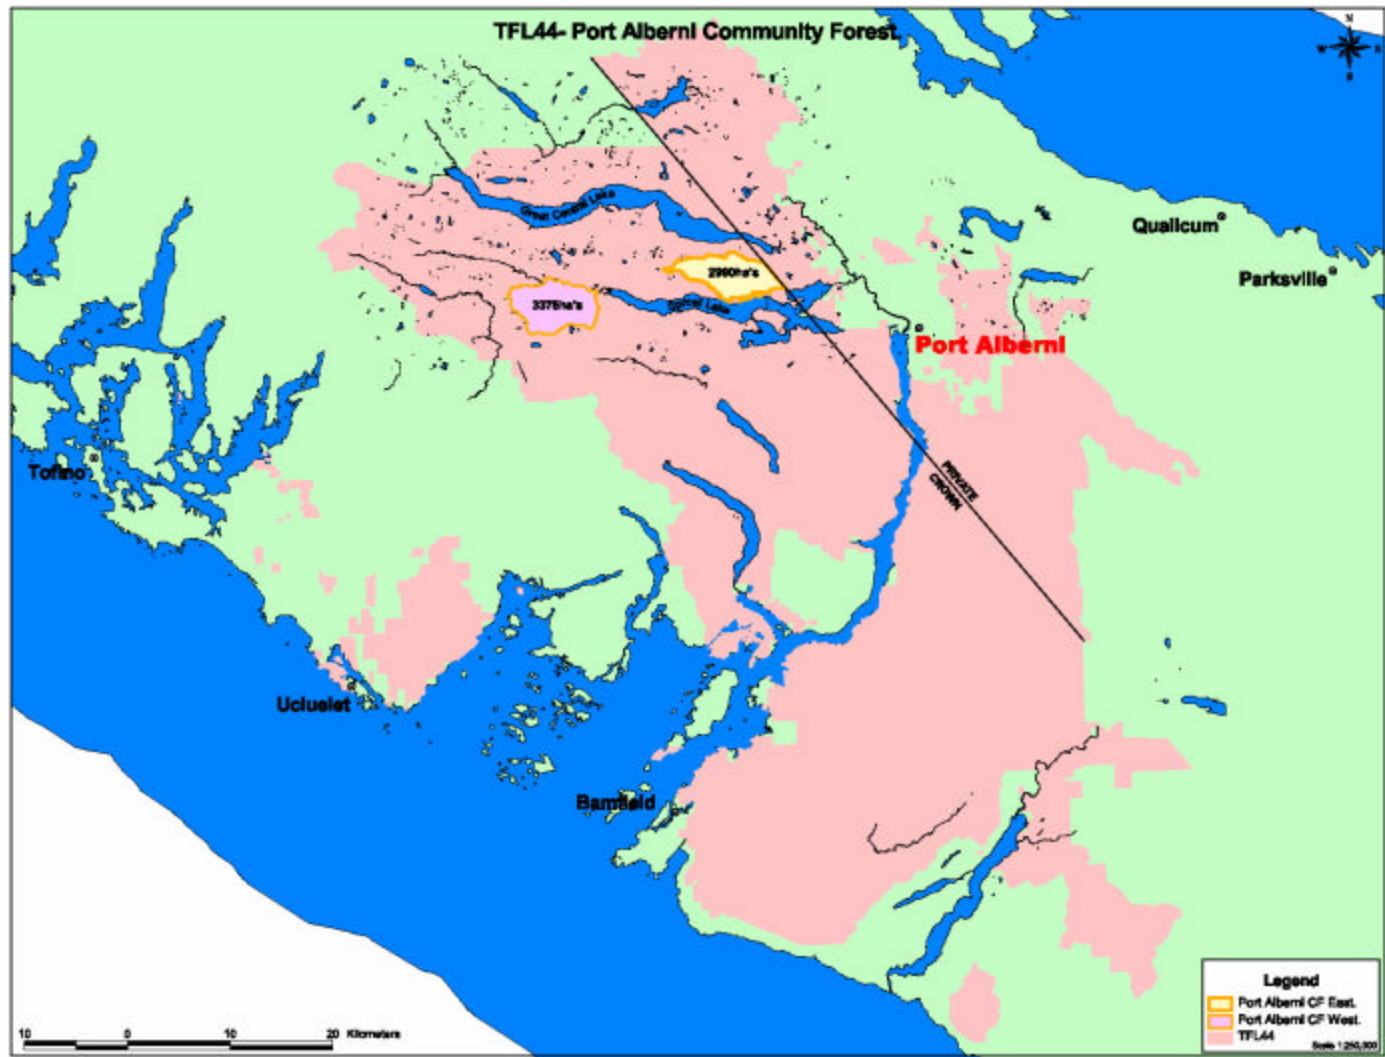 TFL44- Port Alberni Community Forest.
N
W
S
S
Great Central Lake
Qualicum
Parksville
2990ha's
3375ha's
Sproat Lake
Port Alberni
PRIVATE
CROWN
Tofino
Ucluelet
Bamfield
Legend
Port Alberni CF East.
Port Alberni CF West.
TFL44
Scale 1:250,000
10 0 10 20 Kilometers